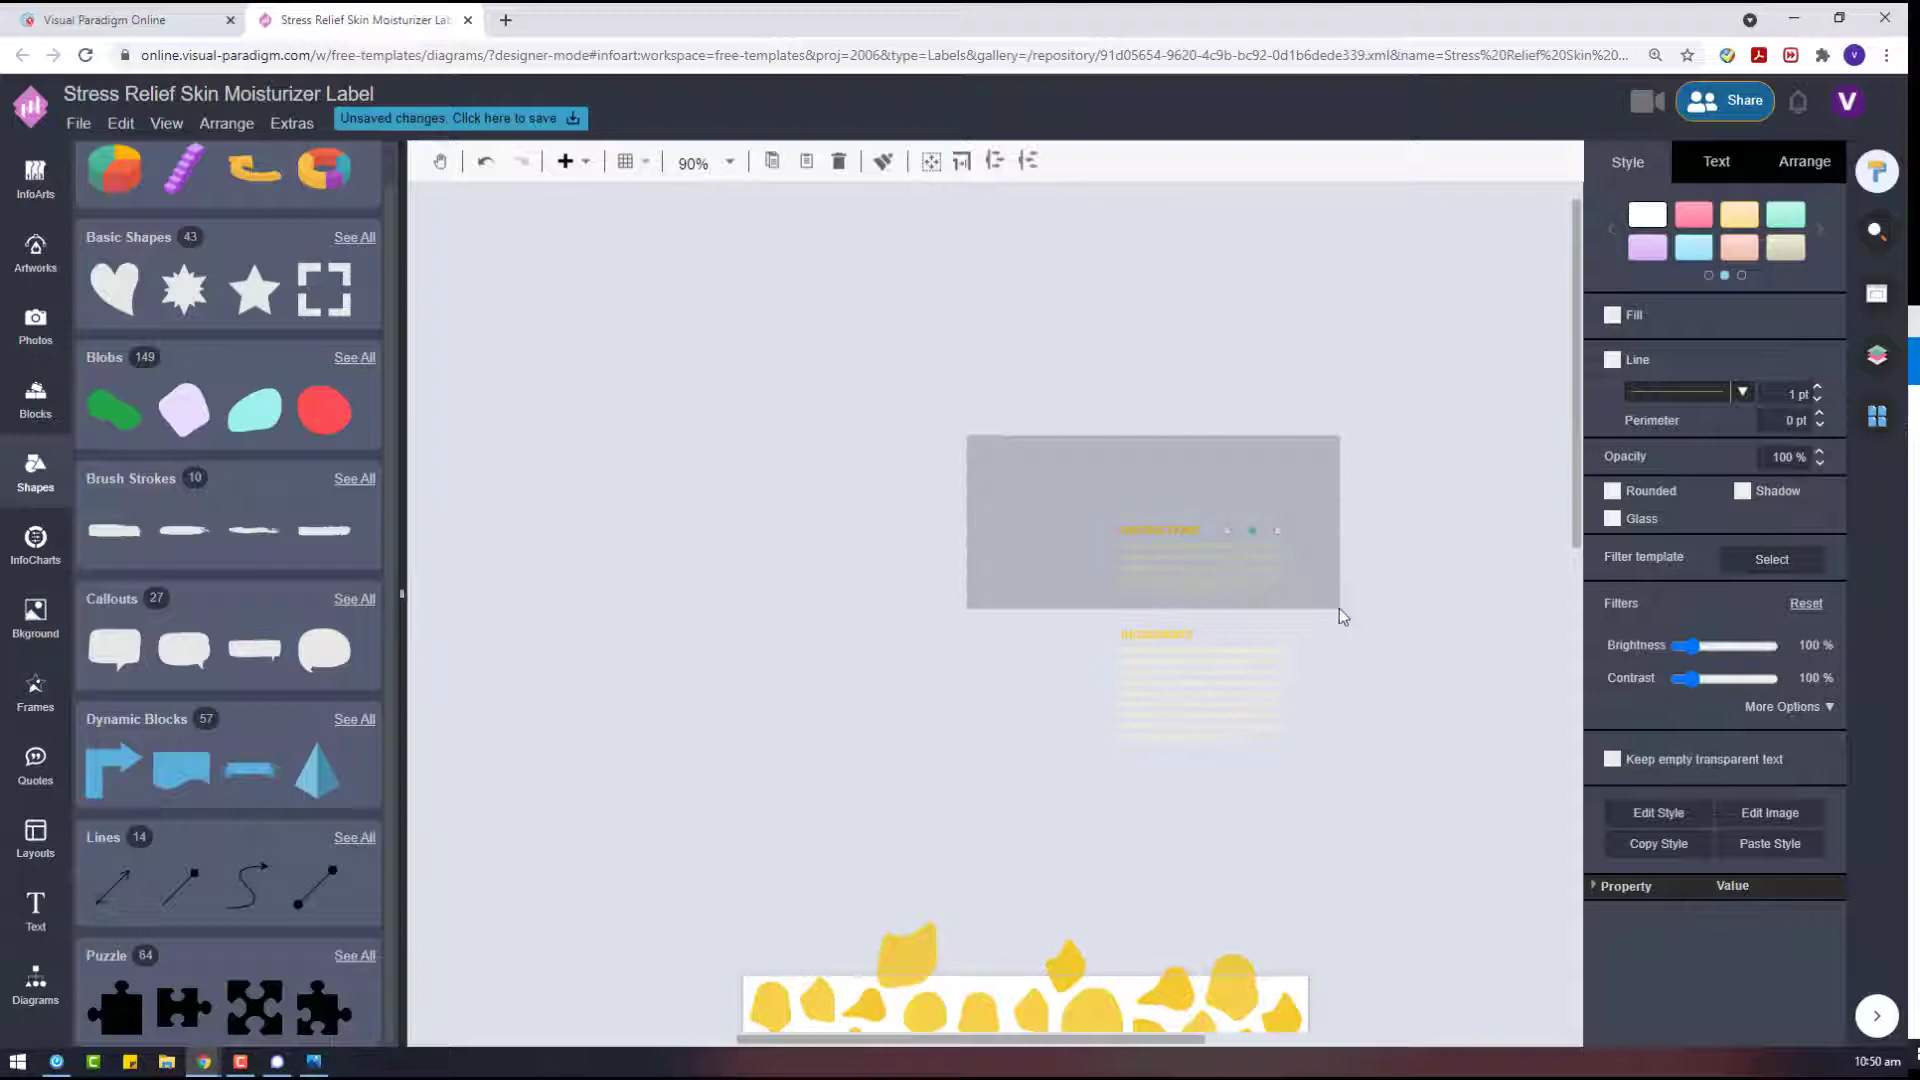 Visual Paradigm Online
Stress Relief Skin Moisturizer Lab
online.visual-paradigm.com/w/free-templates/diagrams/?designer-mode#infoart:workspace=free-templates&proj=2006&type=Labels&gallery=/repository/91d05654-9620-4c9b-bc92-0d1b6dede339.xml&name=Stress%20Relief%20Skin%20...
Stress Relief Skin Moisturizer Label
File Edit View Arrange Extras
Unsaved changes. Click here to save
Share
V
90%
Style Text Arrange
InfoArts
Artworks
Photos
Blocks
Shapes
InfoCharts
Bkground
Frames
Quotes
Layouts
Text
Diagrams
Basic Shapes 43 See All
Blobs 149 See All
Brush Strokes 10 See All
Callouts 27 See All
Dynamic Blocks 57 See All
Lines 14 See All
Puzzle 64 See All
INSTRUCTIONS
INGREDIENTS
Fill
Line
1 pt
Perimeter 0 pt
Opacity 100 %
Rounded Shadow
Glass
Filter template Select
Filters Reset
Brightness 100 %
Contrast 100 %
More Options ▼
Keep empty transparent text
Edit Style Edit Image
Copy Style Paste Style
Property Value
10:50 am